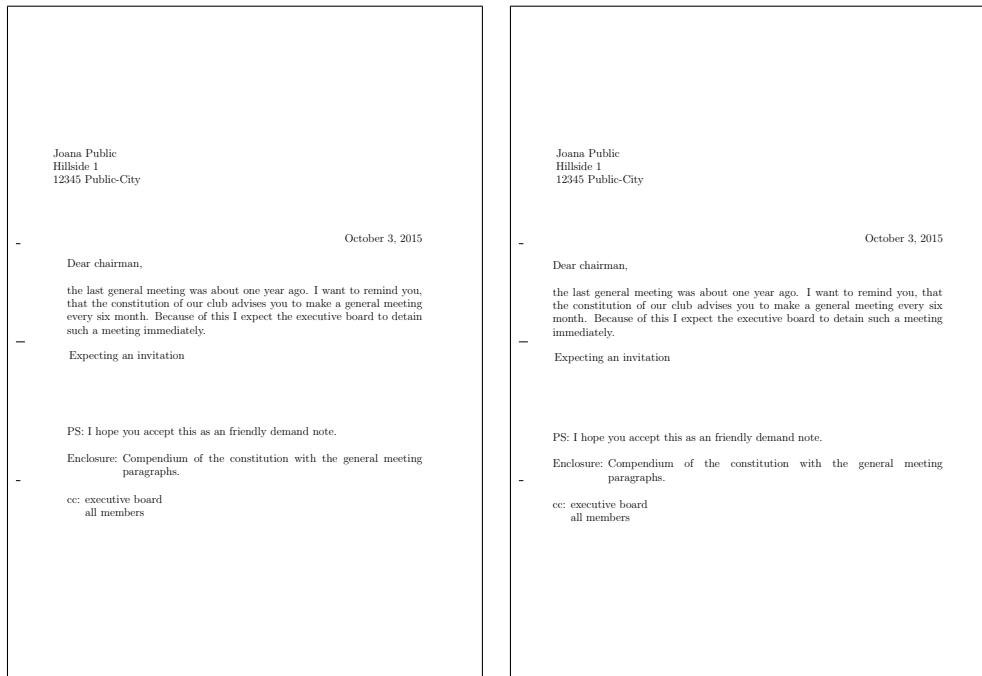 Joana Public
Hillside 1
12345 Public-City
October 3, 2015
Dear chairman,
the last general meeting was about one year ago. I want to remind you,
that the constitution of our club advises you to make a general meeting
every six month. Because of this I expect the executive board to detain
such a meeting immediately.
Expecting an invitation
PS: I hope you accept this as an friendly demand note.
Enclosure: Compendium of the constitution with the general meeting
paragraphs.
cc: executive board
all members
Joana Public
Hillside 1
12345 Public-City
October 3, 2015
Dear chairman,
the last general meeting was about one year ago. I want to remind you, that
the constitution of our club advises you to make a general meeting every six
month. Because of this I expect the executive board to detain such a meeting
immediately.
Expecting an invitation
PS: I hope you accept this as an friendly demand note.
Enclosure: Compendium of the constitution with the general meeting
paragraphs.
cc: executive board
all members